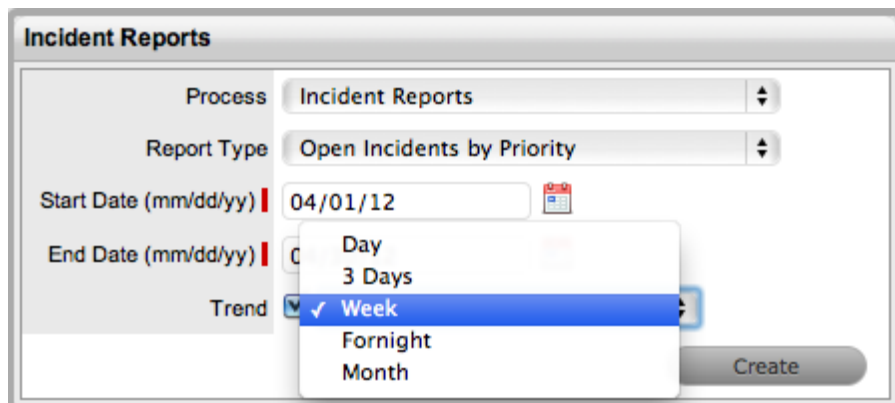 Incident Reports
Process Incident Reports
Report Type Open Incidents by Priority
Start Date (mm/dd/yy) 04/01/12
End Date (mm/dd/yy)
Day
3 Days
Trend ✓ Week
Fornight
Month
Create